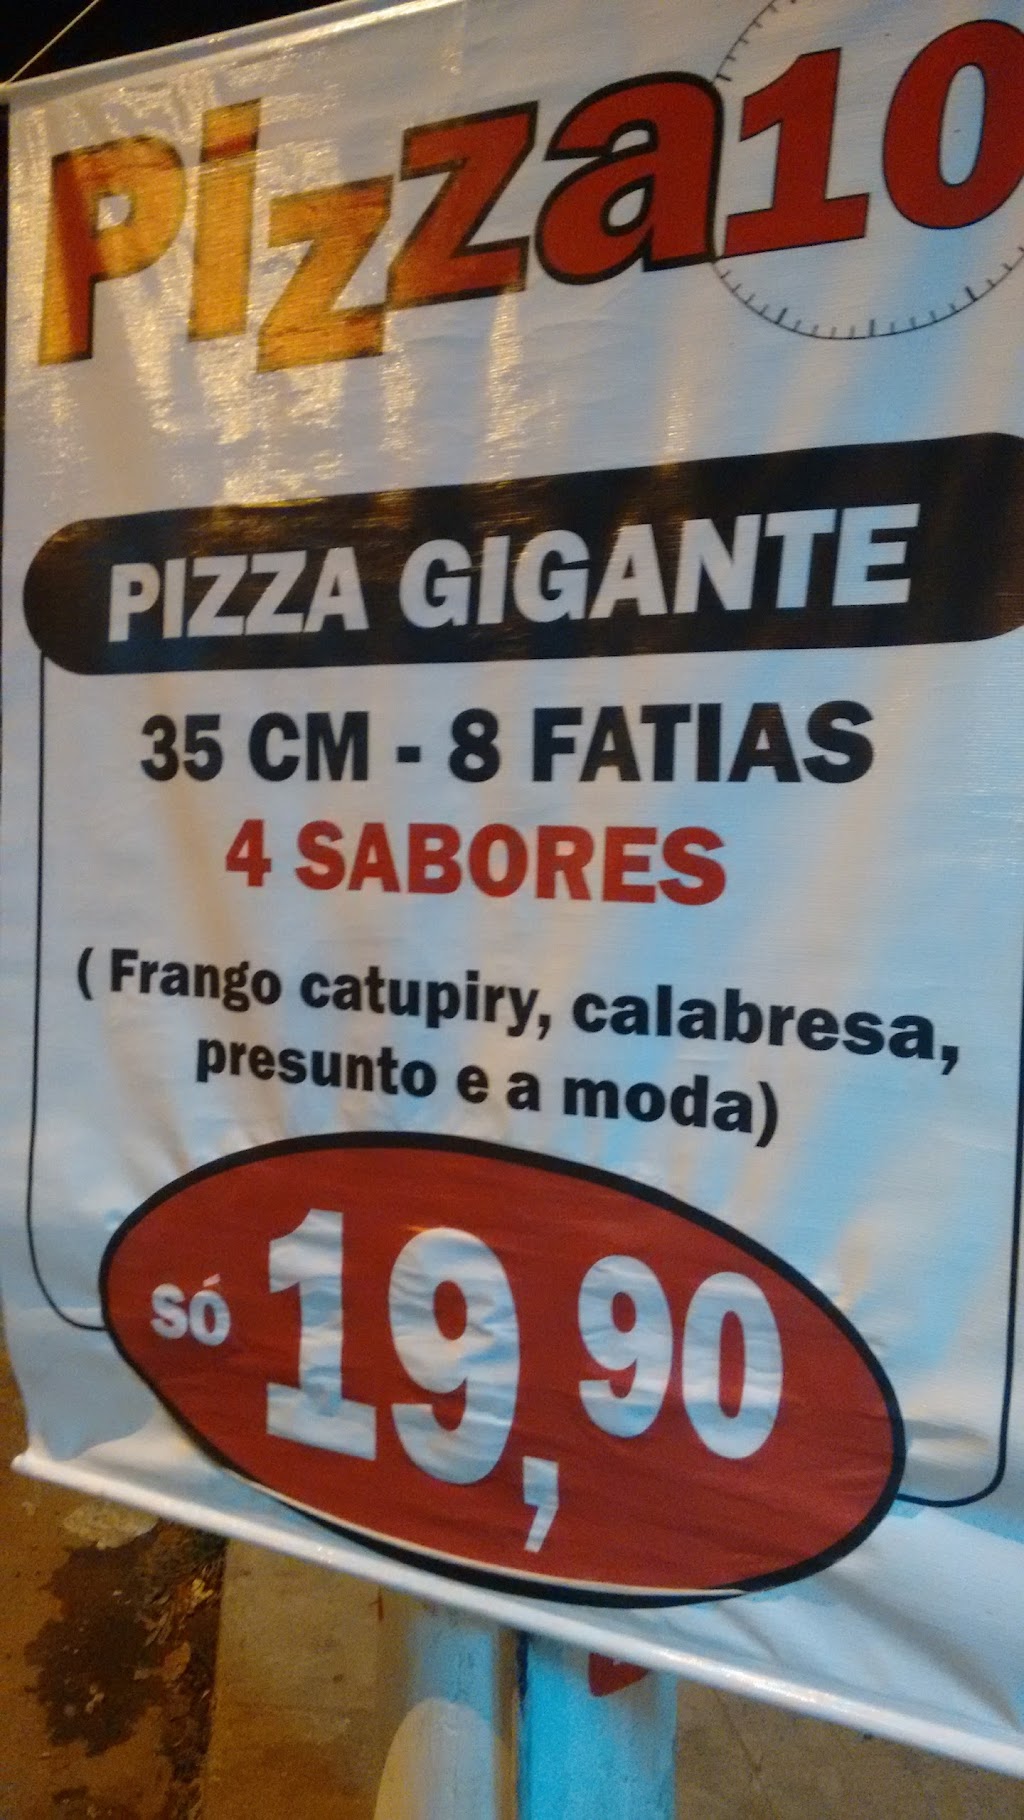 Pizza10
PIZZA GIGANTE
35 CM - 8 FATIAS
4 SABORES
( Frango catupiry, calabresa,
presunto e a moda)
só 19,90